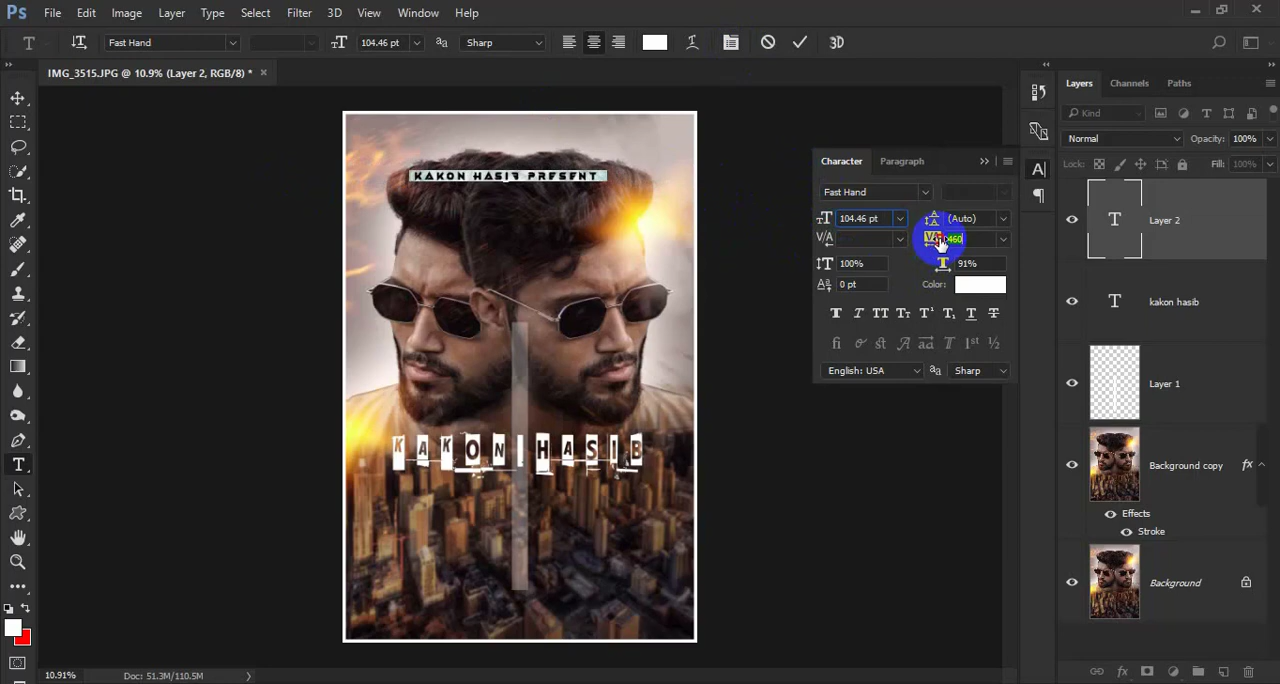 Ps File Edit Image Layer Type Select Filter 3D View Window Help
Fast Hand 104.46 pt Sharp 3D
IMG_3515.JPG @ 10.9% (Layer 2, RGB/8) *
Layers Channels Paths
Kind
Normal Opacity: 100%
Lock: Fill: 100%
Character Paragraph
Fast Hand
104.46 pt (Auto)
460
100% 91%
0 pt Color:
English: USA Sharp
KAKON HASIB PRESENT
KAKON HASIB
Layer 2
kakon hasib
Layer 1
Background copy fx
Effects
Stroke
Background
10.91% Doc: 51.3M/110.5M